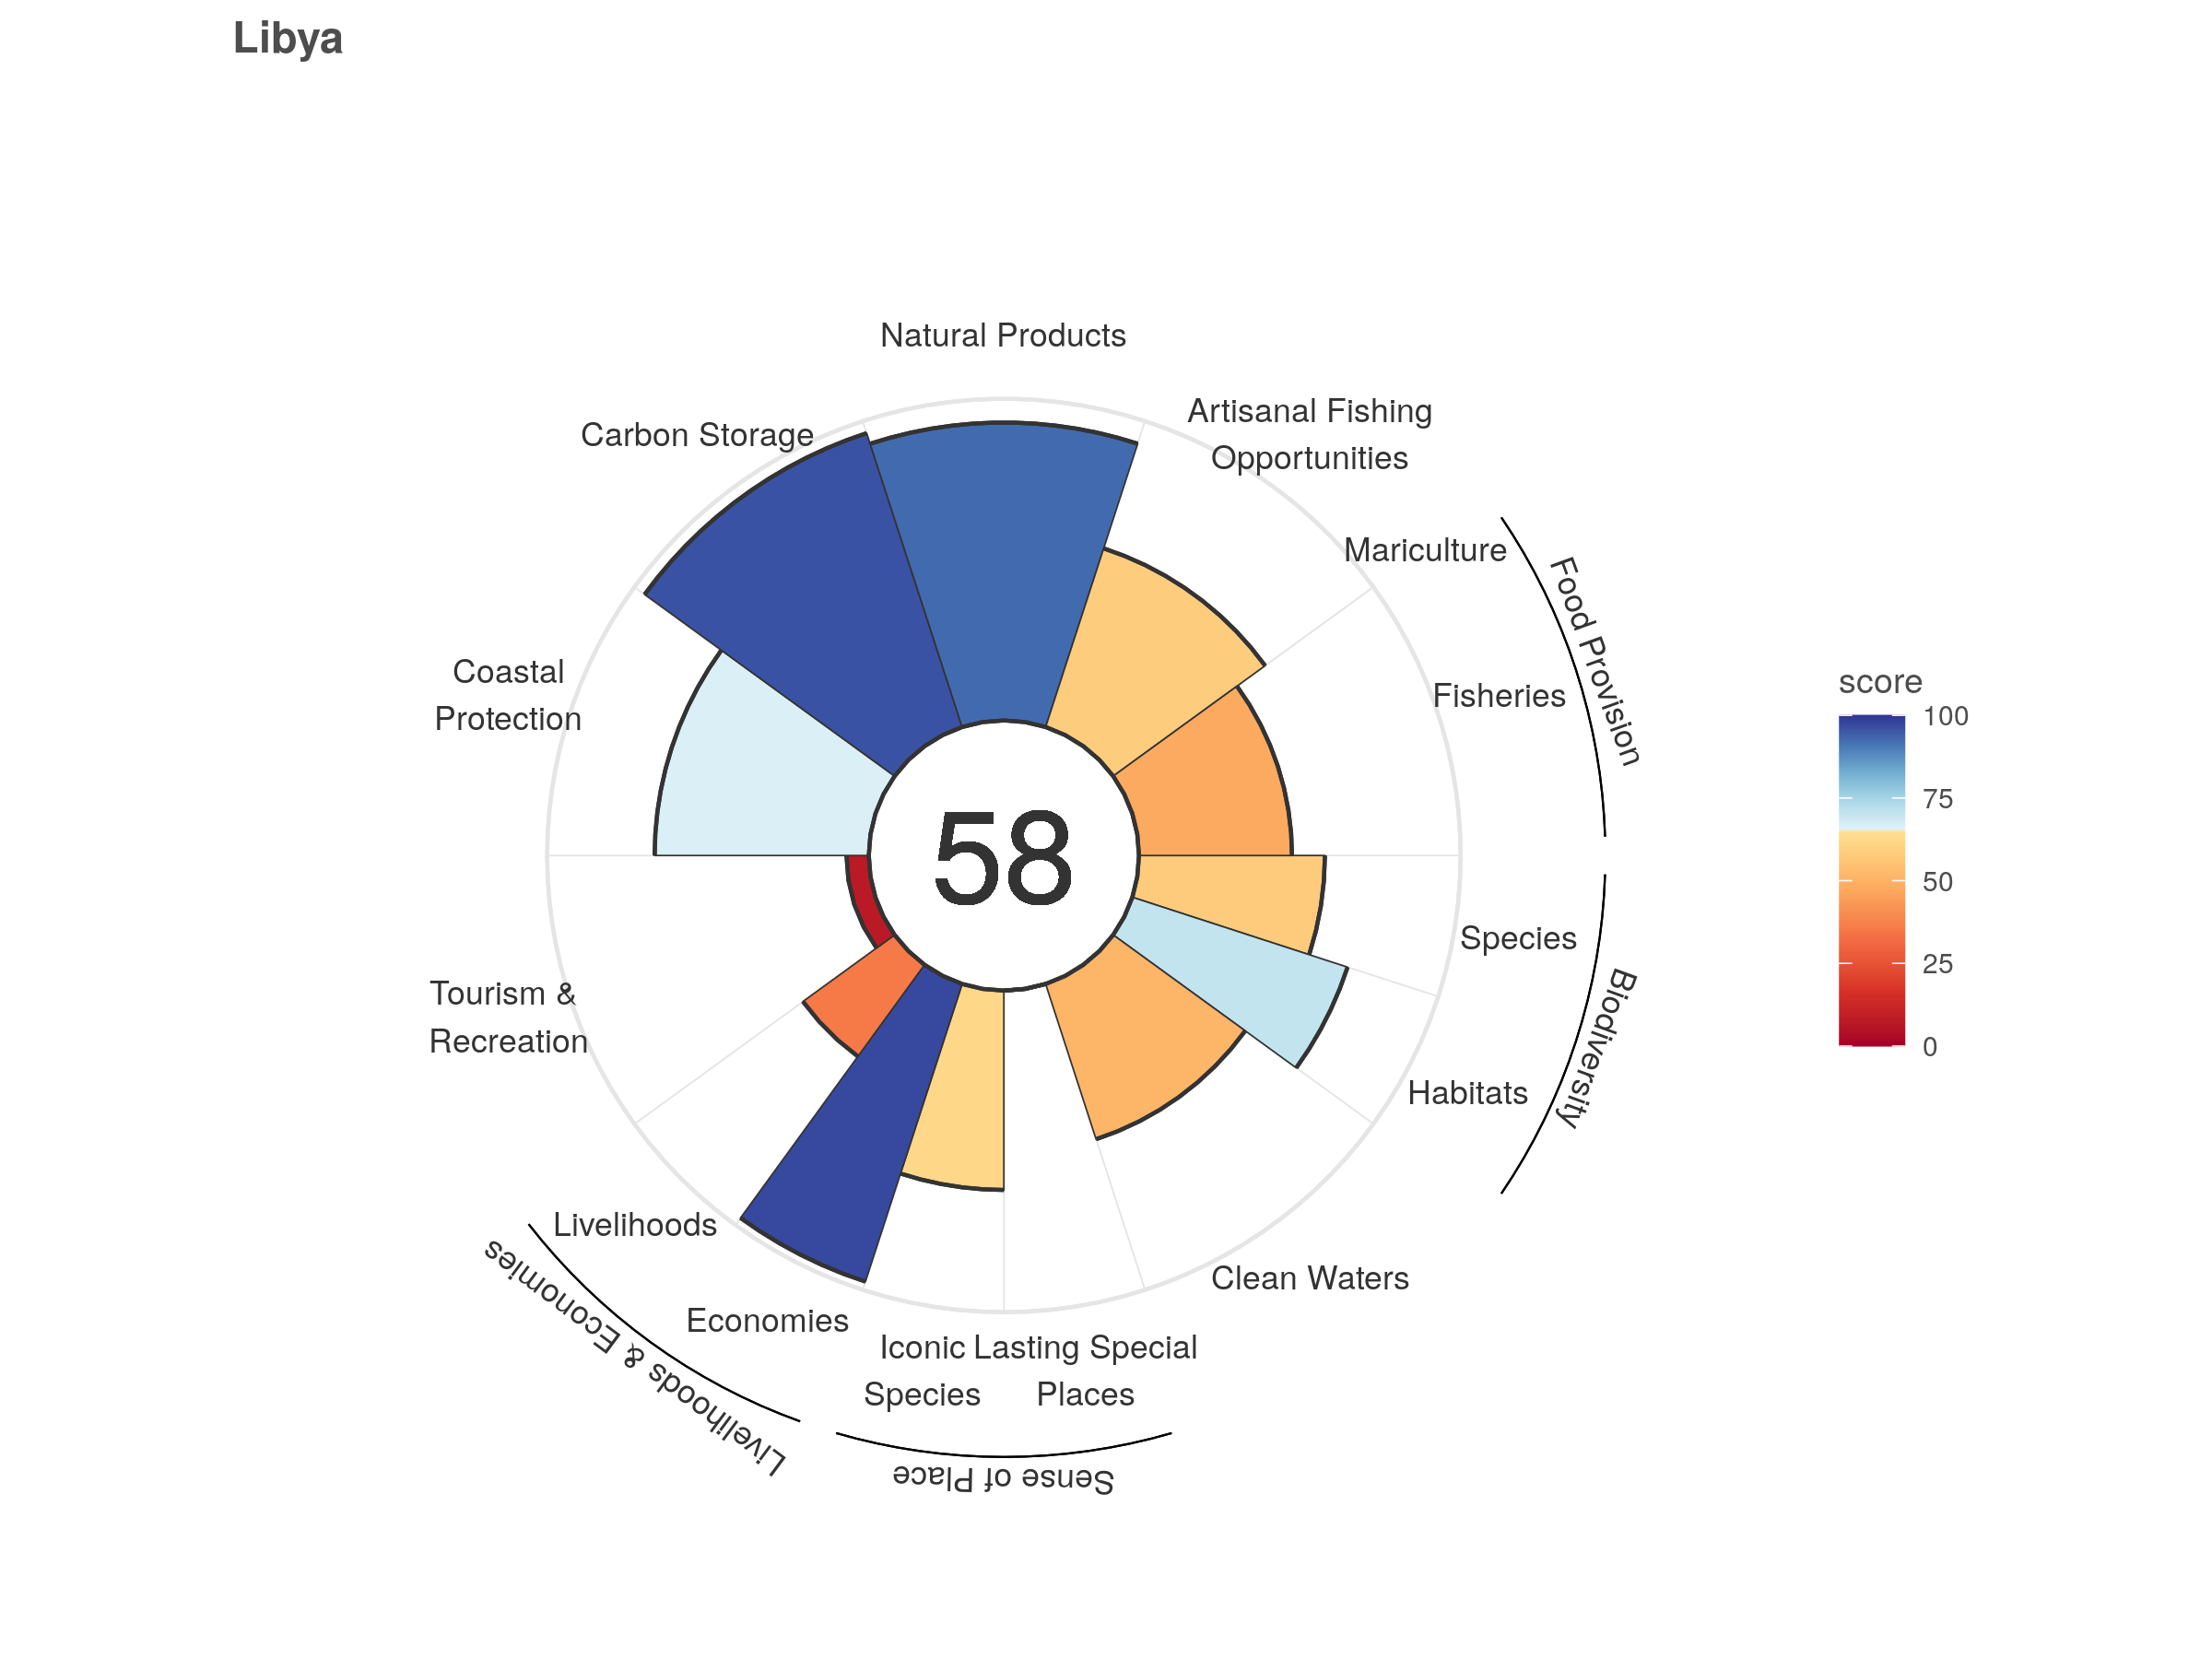 Libya
Natural Products
Artisanal Fishing
Opportunities
Carbon Storage
Mariculture
Food Provision
Fisheries
Coastal
Protection
58
score
100
75
50
25
0
Species
Biodiversity
Habitats
Tourism &
Recreation
Livelihoods
Livelihoods & Economies
Economies
Clean Waters
Iconic
Species
Lasting Special
Places
Sense of Place